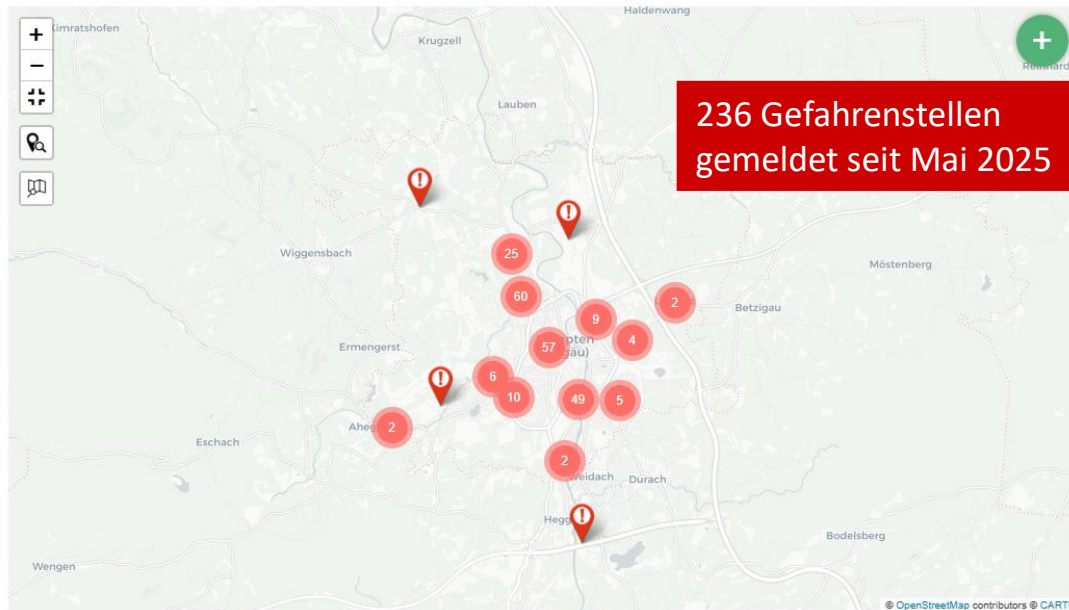 Haldenwang
+
Kimratshofen
Krugzell
+
−
236 Gefahrenstellen
gemeldet seit Mai 2025
Lauben
!
!
Wiggensbach
25
Möstenberg
60
2
Betzigau
9
4
57
Ermengerst
6
!
10
49
5
2
Eschach
2
Weidach
Durach
!
Bodelsberg
Wengen
© OpenStreetMap contributors © CART